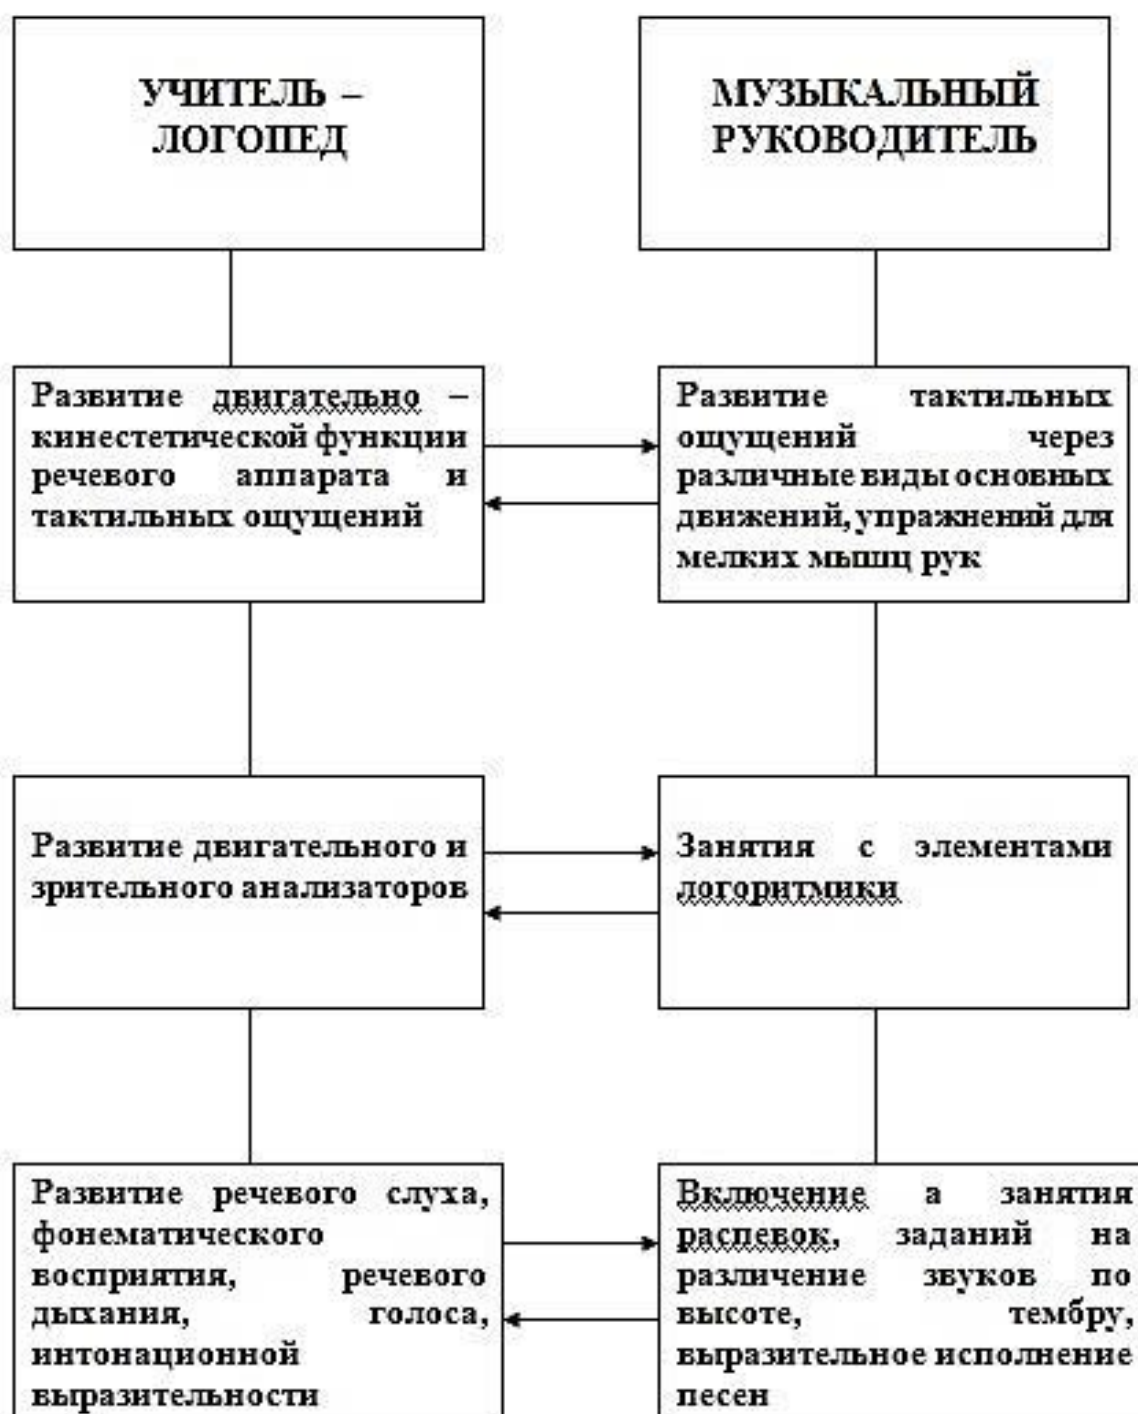 УЧИТЕЛЬ –
ЛОГОПЕД
МУЗЫКАЛЬНЫЙ
РУКОВОДИТЕЛЬ
Развитие двигательно –
кинестетической функции
речевого аппарата и
тактильных ощущений
Развитие тактильных
ощущений через
различные виды основных
движений, упражнений для
мелких мышц рук
Развитие двигательного и
зрительного анализаторов
Занятия с элементами
логоритмики
Развитие речевого слуха,
фонематического
восприятия, речевого
дыхания, голоса,
интонационной
выразительности
Включение а занятия
распевок, заданий на
различение звуков по
высоте, тембру,
выразительное исполнение
песен